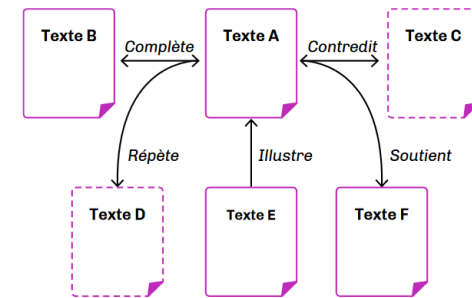 Texte B
Complète
Texte A
Contredit
Texte C
Répète
Illustre
Soutient
Texte D
Texte E
Texte F